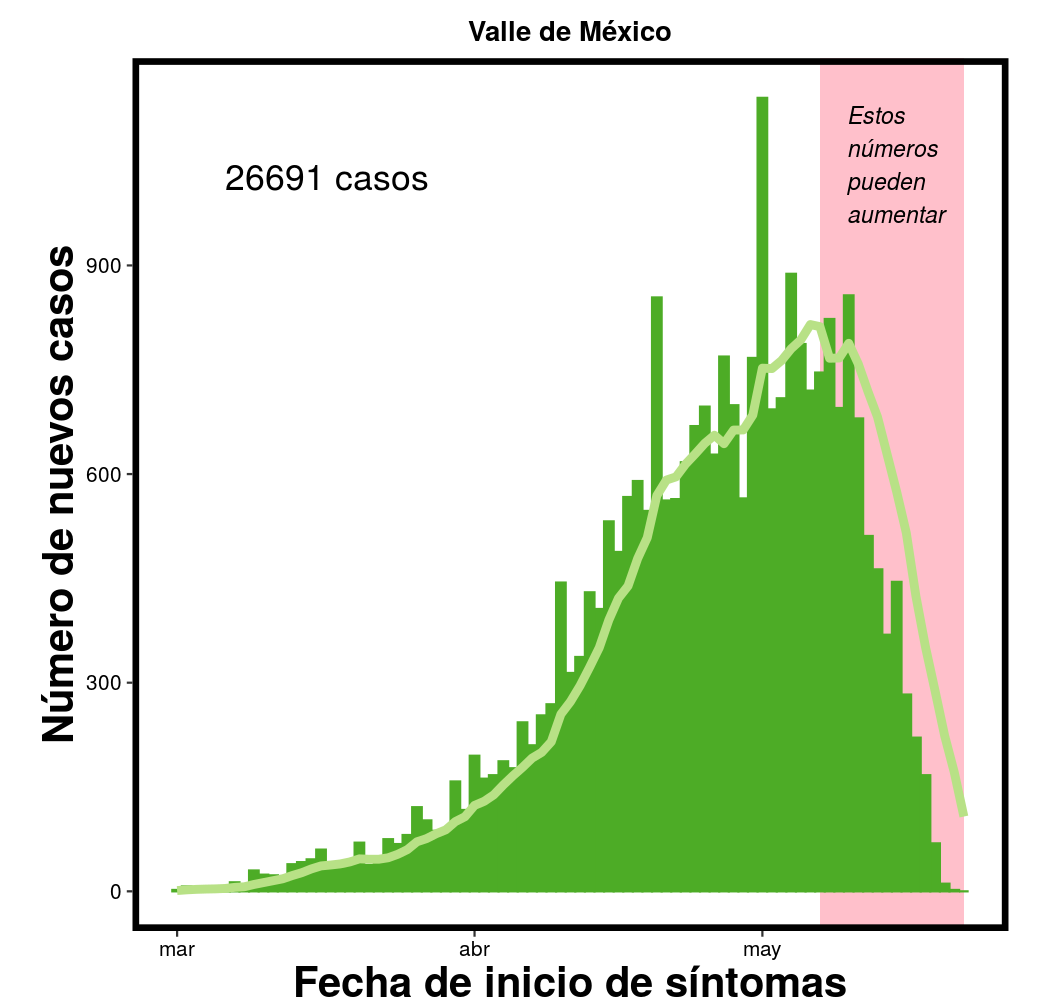 Valle de México
Estos
números
pueden
aumentar
26691 casos
Número de nuevos casos
900
600
300
0
mar
abr
may
Fecha de inicio de síntomas